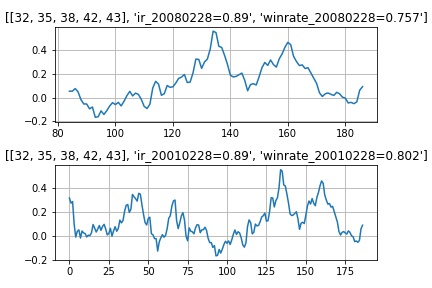 [[32, 35, 38, 42, 43], 'ir_20080228=0.89', 'winrate_20080228=0.757']
0.4
0.2
0.0
−0.2
80 100 120 140 160 180
[[32, 35, 38, 42, 43], 'ir_20010228=0.89', 'winrate_20010228=0.802']
0.4
0.2
0.0
−0.2
0 25 50 75 100 125 150 175